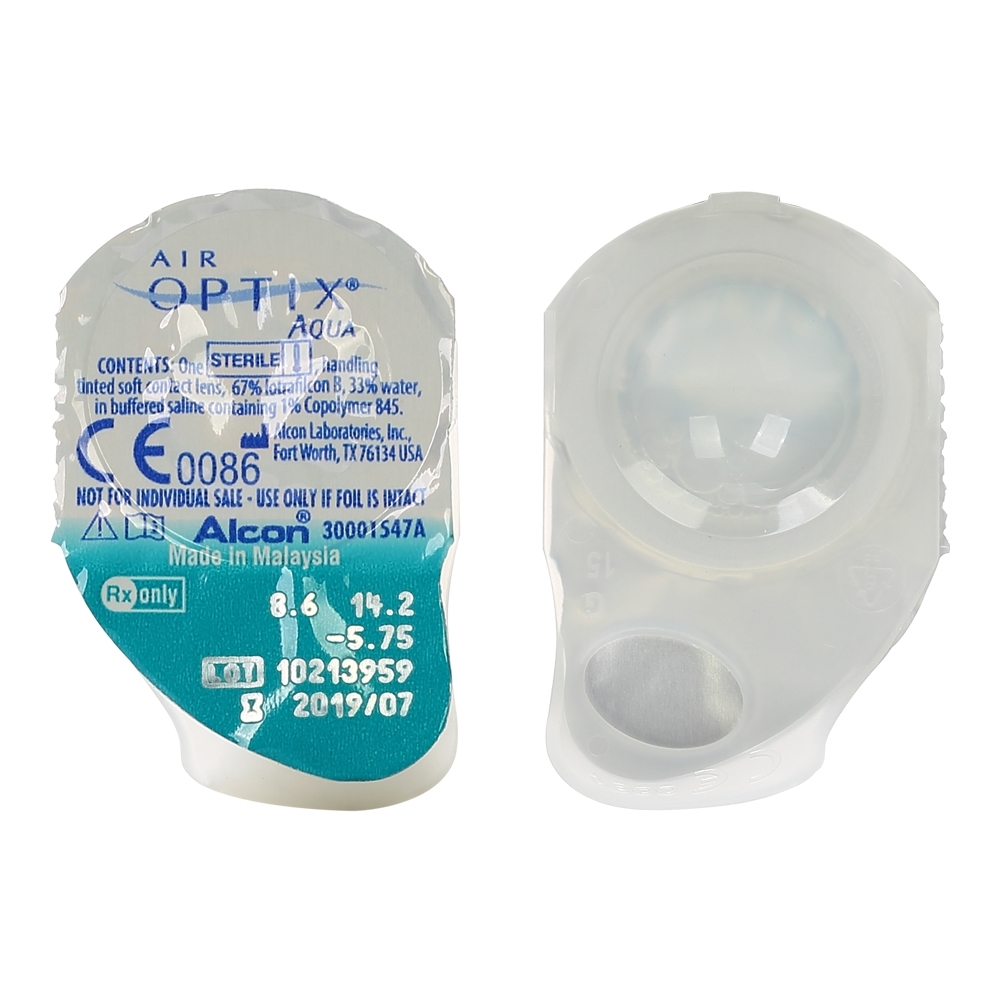 AIR
OPTIX®
AQUA
CONTENTS: One STERILE handling
tinted soft contact lens, 67% lotrafilcon B, 33% water,
in buffered saline containing 1% Copolymer 845.
CE 0086
Alcon Laboratories, Inc.,
Fort Worth, TX 76134 USA
NOT FOR INDIVIDUAL SALE - USE ONLY IF FOIL IS INTACT
Alcon® 30001547A
Made in Malaysia
Rx only
8.6 14.2
-5.75
LOT 10213959
2019/07
15